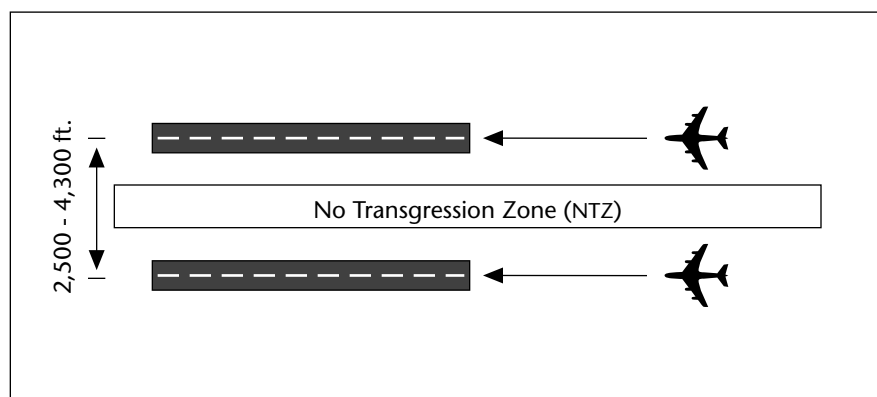 2,500 - 4,300 ft.
No Transgression Zone (NTZ)